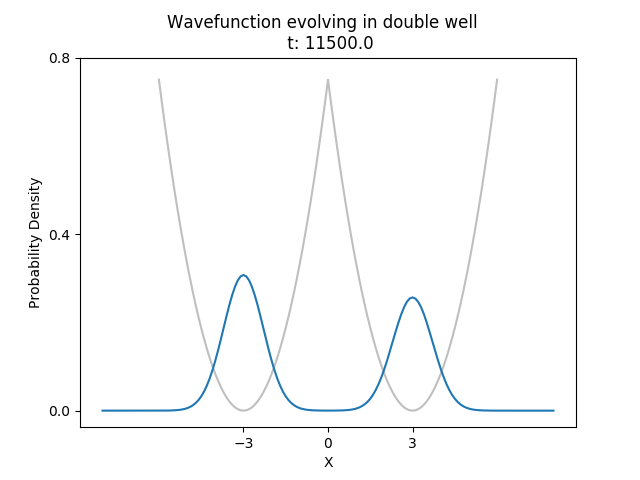 Wavefunction evolving in double well
t: 11500.0
0.8
0.4
0.0
Probability Density
−3 0 3
X